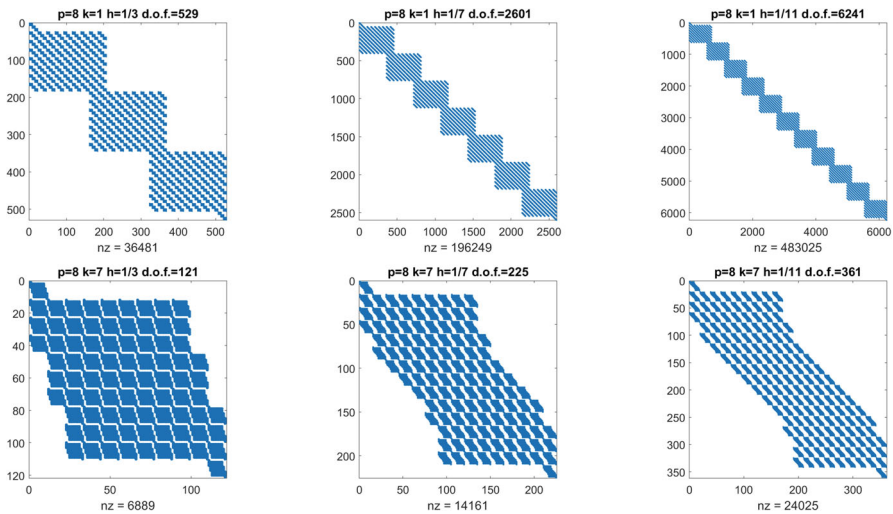 p=8 k=1 h=1/3 d.o.f.=529
0
100
200
300
400
500
0 100 200 300 400 500
nz = 36481
p=8 k=1 h=1/7 d.o.f.=2601
0
500
1000
1500
2000
2500
0 500 1000 1500 2000 2500
nz = 196249
p=8 k=1 h=1/11 d.o.f.=6241
0
1000
2000
3000
4000
5000
6000
0 2000 4000 6000
nz = 483025
p=8 k=7 h=1/3 d.o.f.=121
0
20
40
60
80
100
120
0 50 100
nz = 6889
p=8 k=7 h=1/7 d.o.f.=225
0
50
100
150
200
0 50 100 150 200
nz = 14161
p=8 k=7 h=1/11 d.o.f.=361
0
50
100
150
200
250
300
350
0 100 200 300
nz = 24025